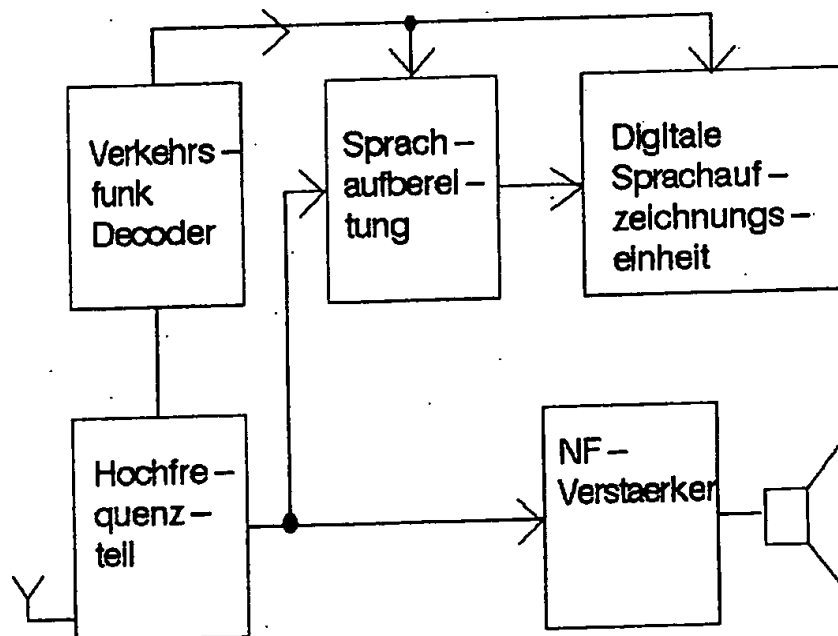 Verkehrs-
funk
Decoder
Sprach-
aufberei-
tung
Digitale
Sprachauf-
zeichnungs-
einheit
Hochfre-
quenz-
teil
NF-
Verstaerker